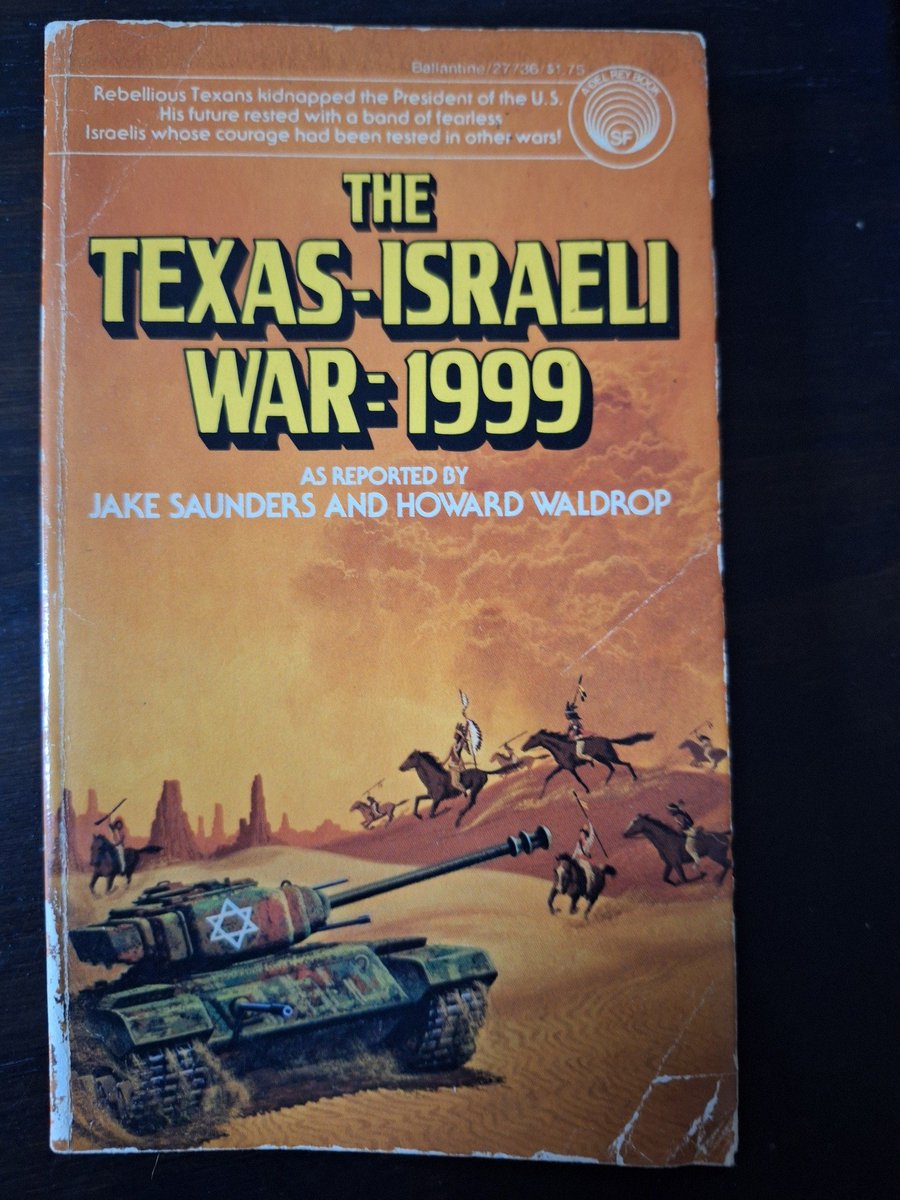 Ballantine/27736/$1.75
Rebellious Texans kidnapped the President of the U.S.
His future rested with a band of fearless
Israelis whose courage had been tested in other wars!
A DEL REY BOOK
SF
THE
TEXAS-ISRAELI
WAR: 1999
AS REPORTED BY
JAKE SAUNDERS AND HOWARD WALDROP